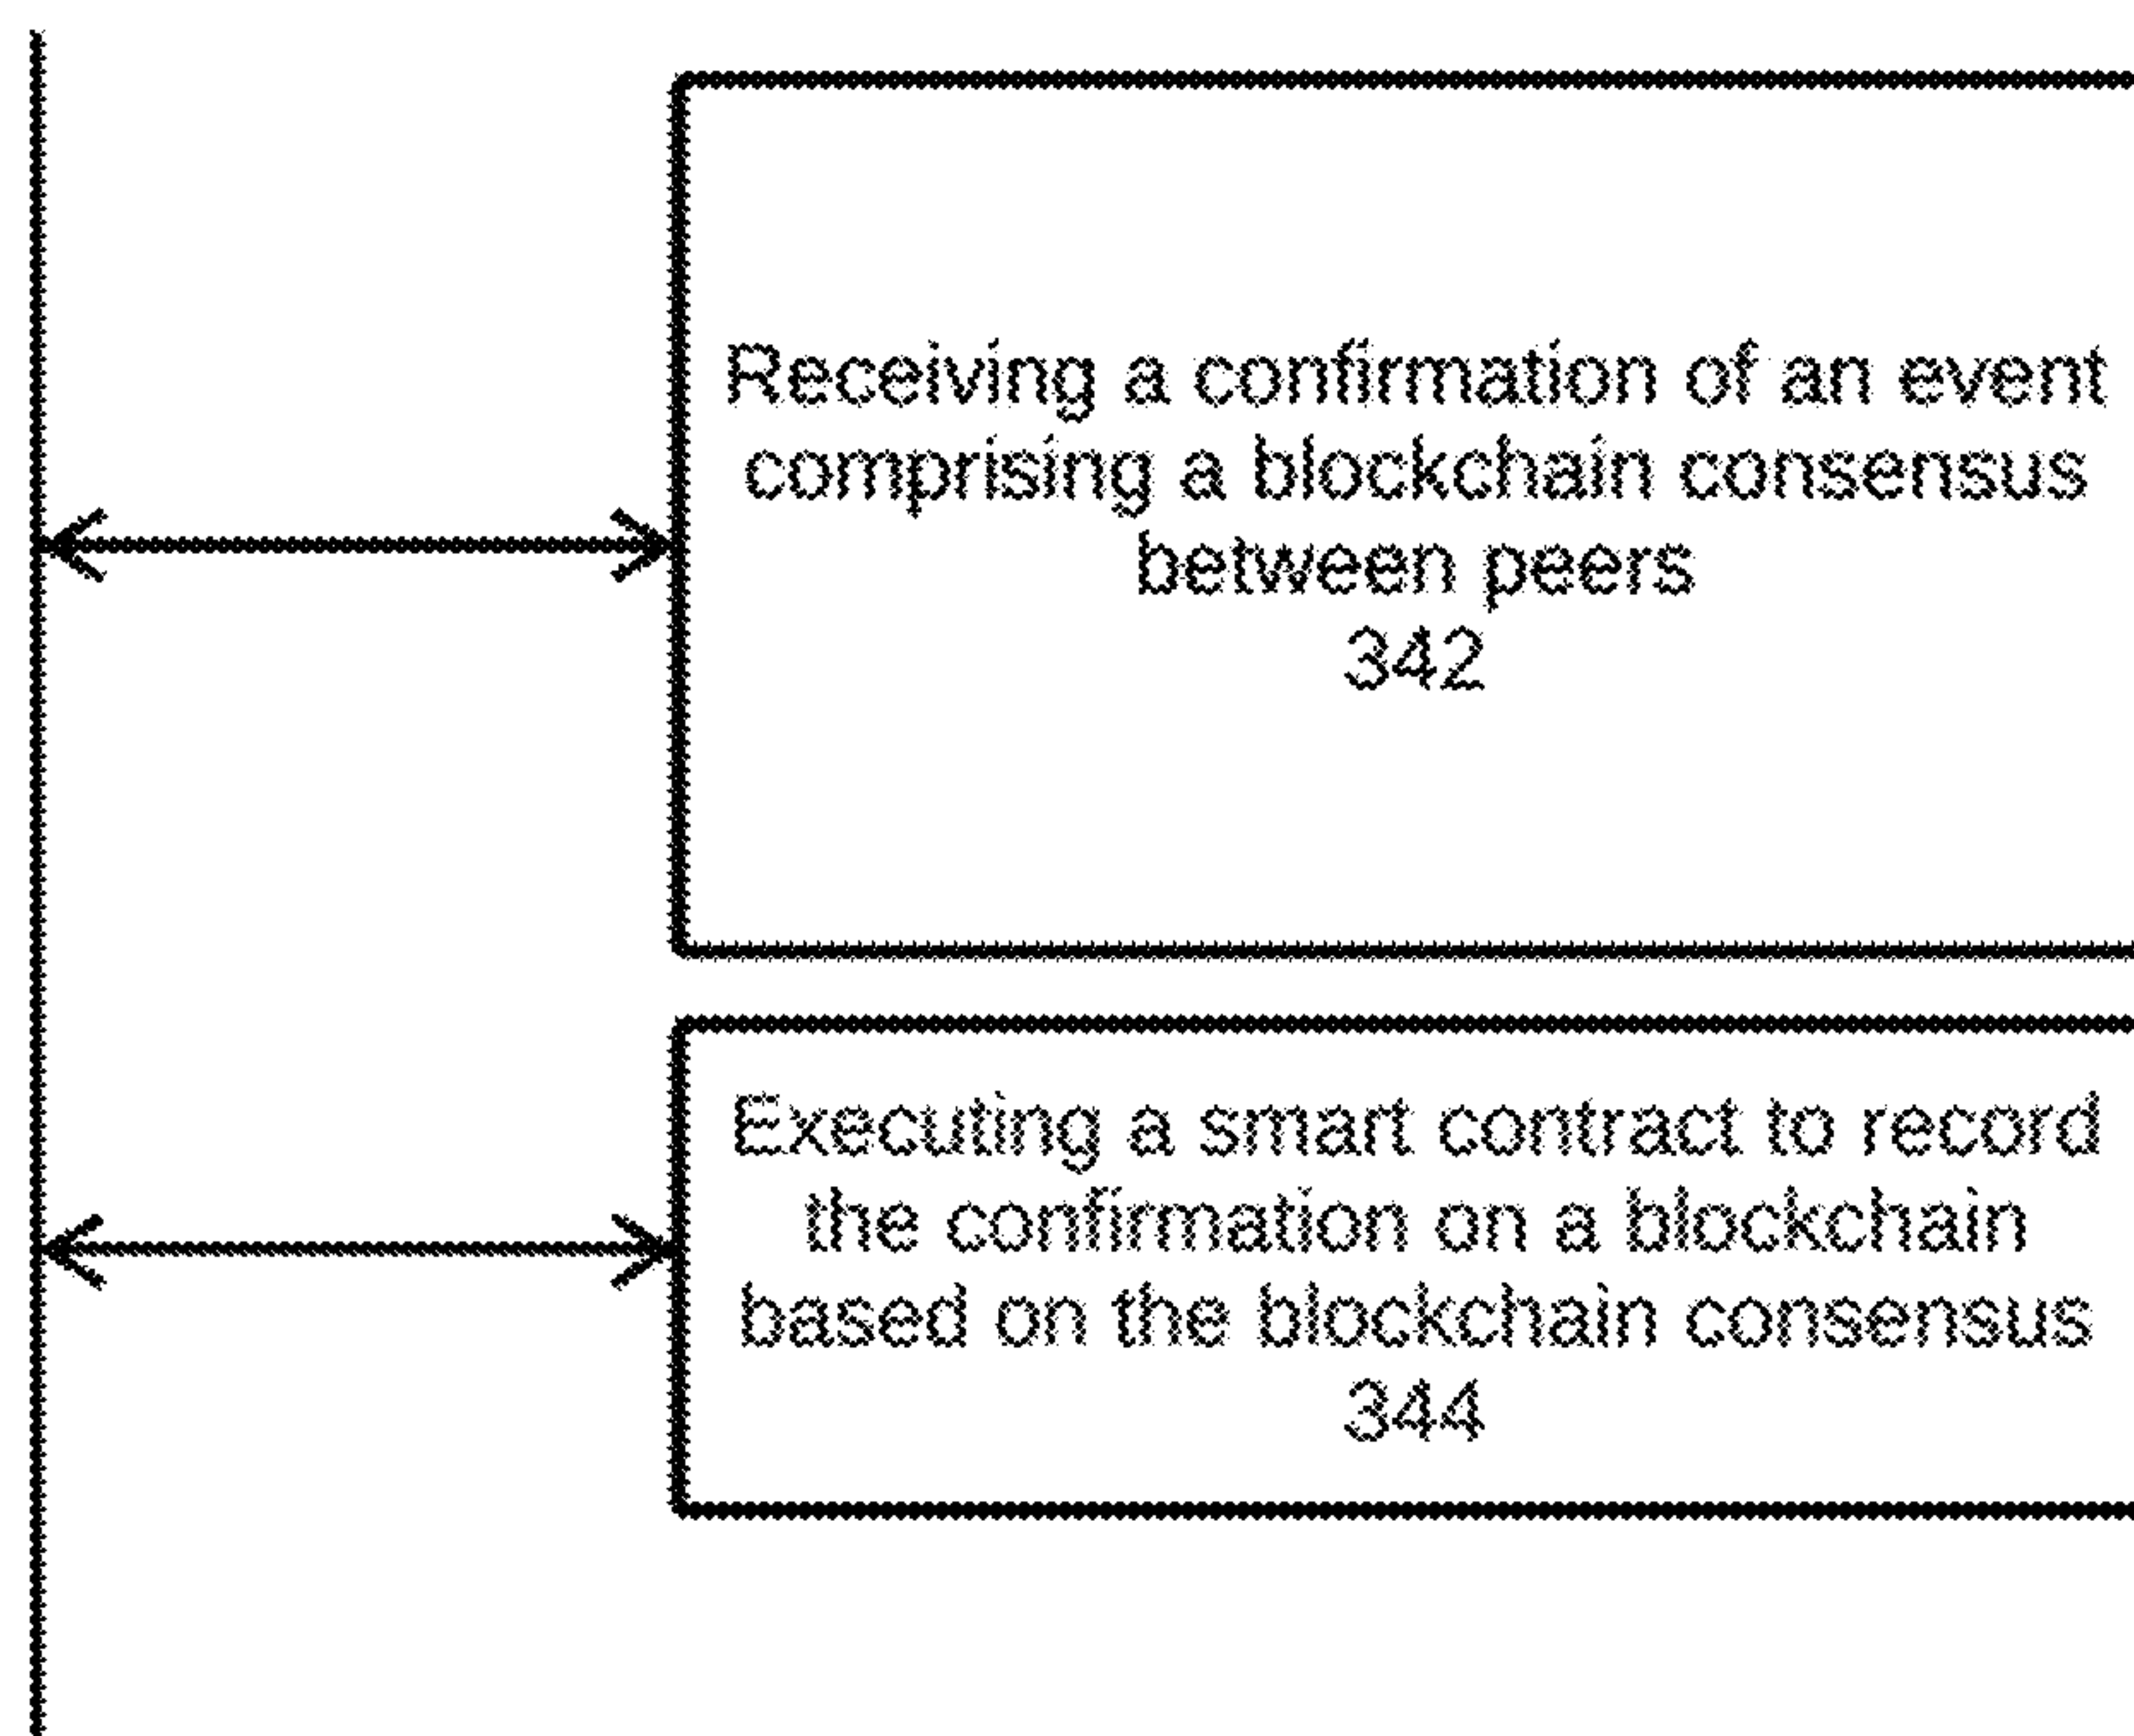 Receiving a confirmation of an event
comprising a blockchain consensus
between peers
342
Executing a smart contract to record
the confirmation on a blockchain
based on the blockchain consensus
344